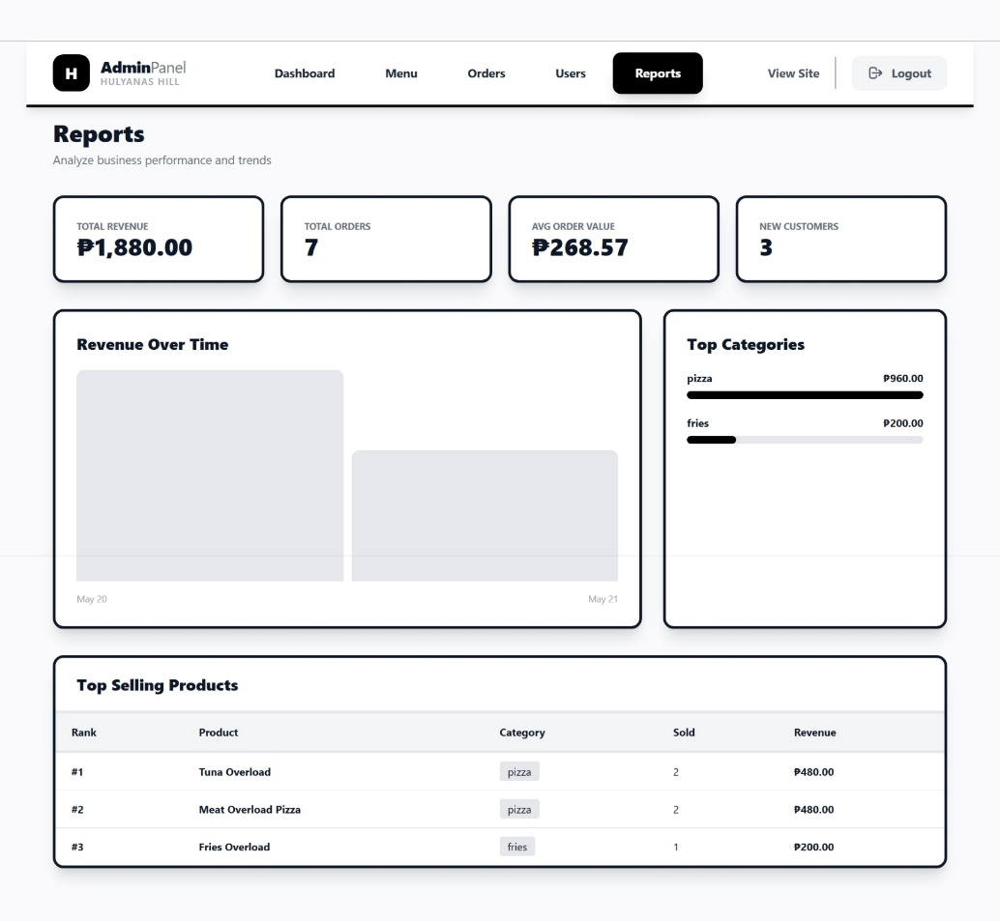 H AdminPanel Dashboard Menu Orders Users Reports View Site Logout
HULYANAS HILL
Reports
Analyze business performance and trends
TOTAL REVENUE TOTAL ORDERS AVG ORDER VALUE NEW CUSTOMERS
₱1,880.00 7 ₱268.57 3
Revenue Over Time
May 20 May 21
Top Categories
pizza ₱960.00
fries ₱200.00
Top Selling Products
Rank Product Category Sold Revenue
#1 Tuna Overload pizza 2 ₱480.00
#2 Meat Overload Pizza pizza 2 ₱480.00
#3 Fries Overload fries 1 ₱200.00